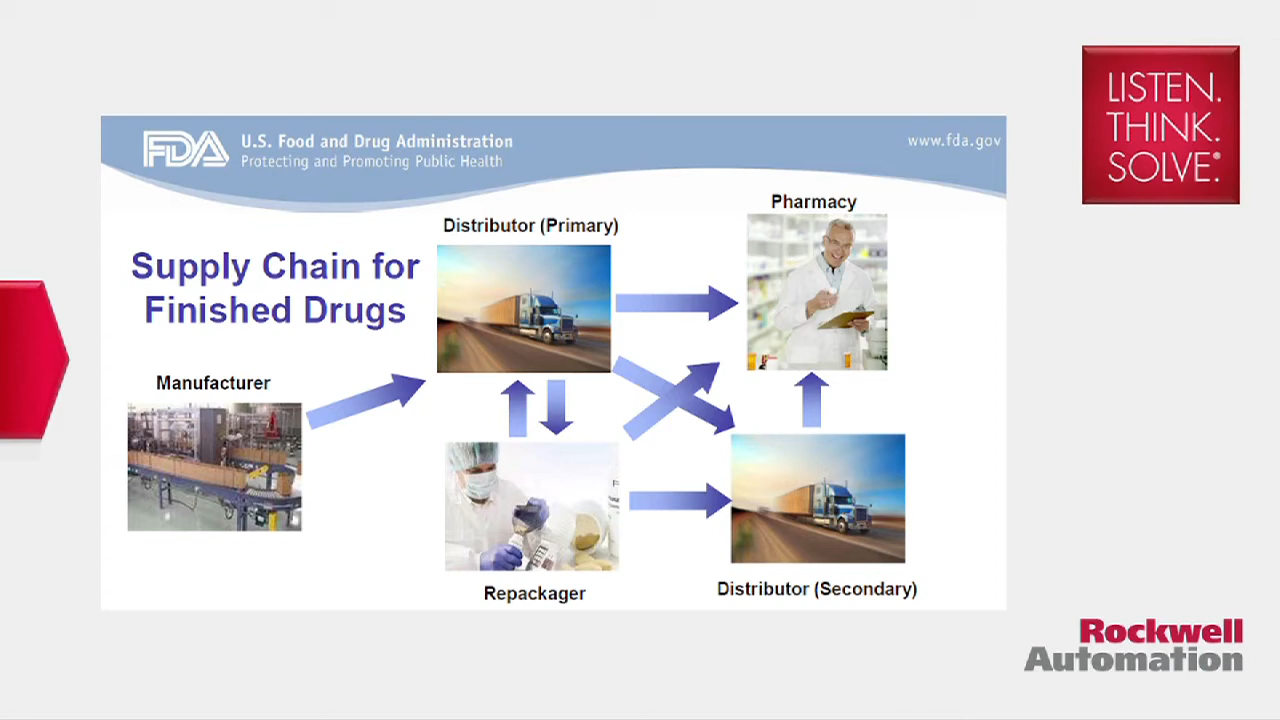 LISTEN.
THINK.
SOLVE.®
FDA
U.S. Food and Drug Administration
Protecting and Promoting Public Health
www.fda.gov
Supply Chain for
Finished Drugs
Manufacturer
Distributor (Primary)
Pharmacy
Repackager
Distributor (Secondary)
Rockwell
Automation